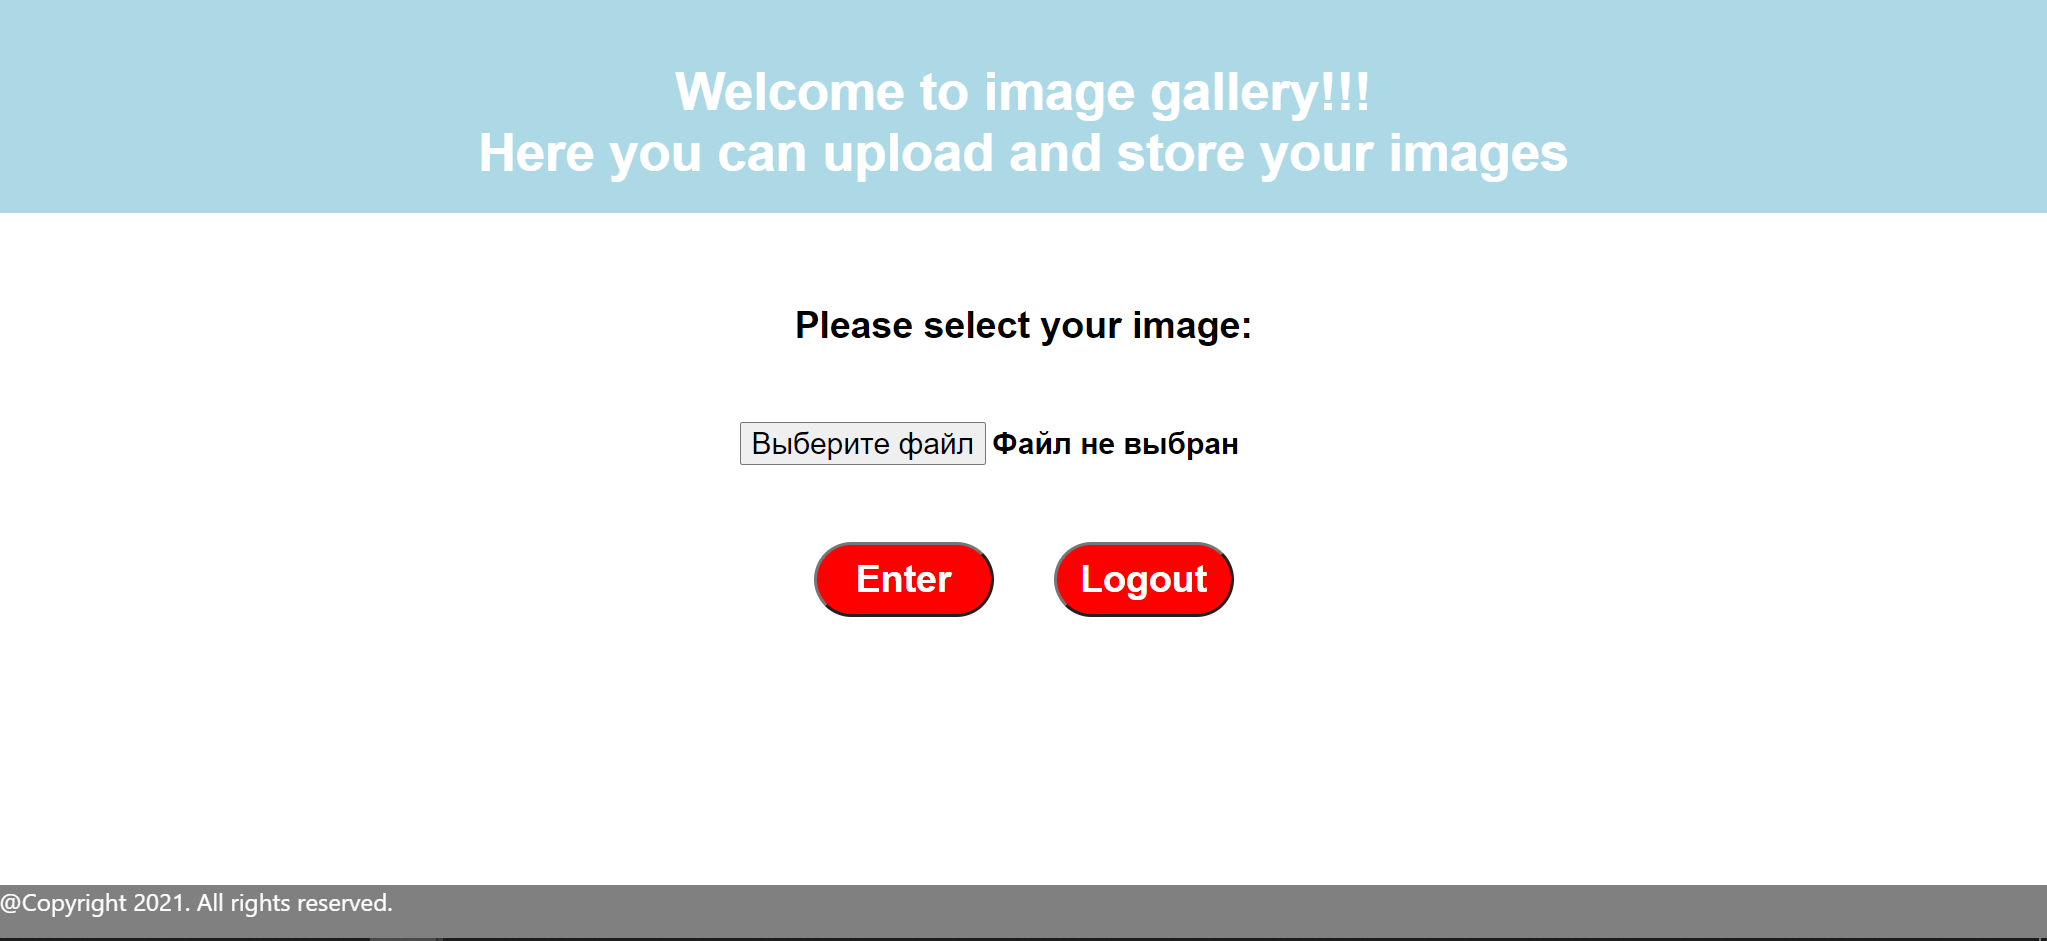 Welcome to image gallery!!!
Here you can upload and store your images
Please select your image:
Выберите файл Файл не выбран
Enter Logout
@Copyright 2021. All rights reserved.